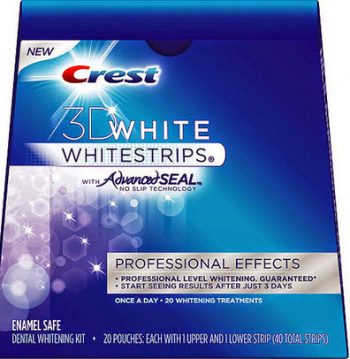 NEW
Crest
3D WHITE
WHITESTRIPS®
WITH Advanced SEAL™
NO SLIP TECHNOLOGY
PROFESSIONAL EFFECTS
• PROFESSIONAL LEVEL WHITENING. GUARANTEED*
• START SEEING RESULTS AFTER JUST 3 DAYS
ONCE A DAY • 20 WHITENING TREATMENTS
ENAMEL SAFE
DENTAL WHITENING KIT • 20 POUCHES: EACH WITH 1 UPPER AND 1 LOWER STRIP (40 TOTAL STRIPS)